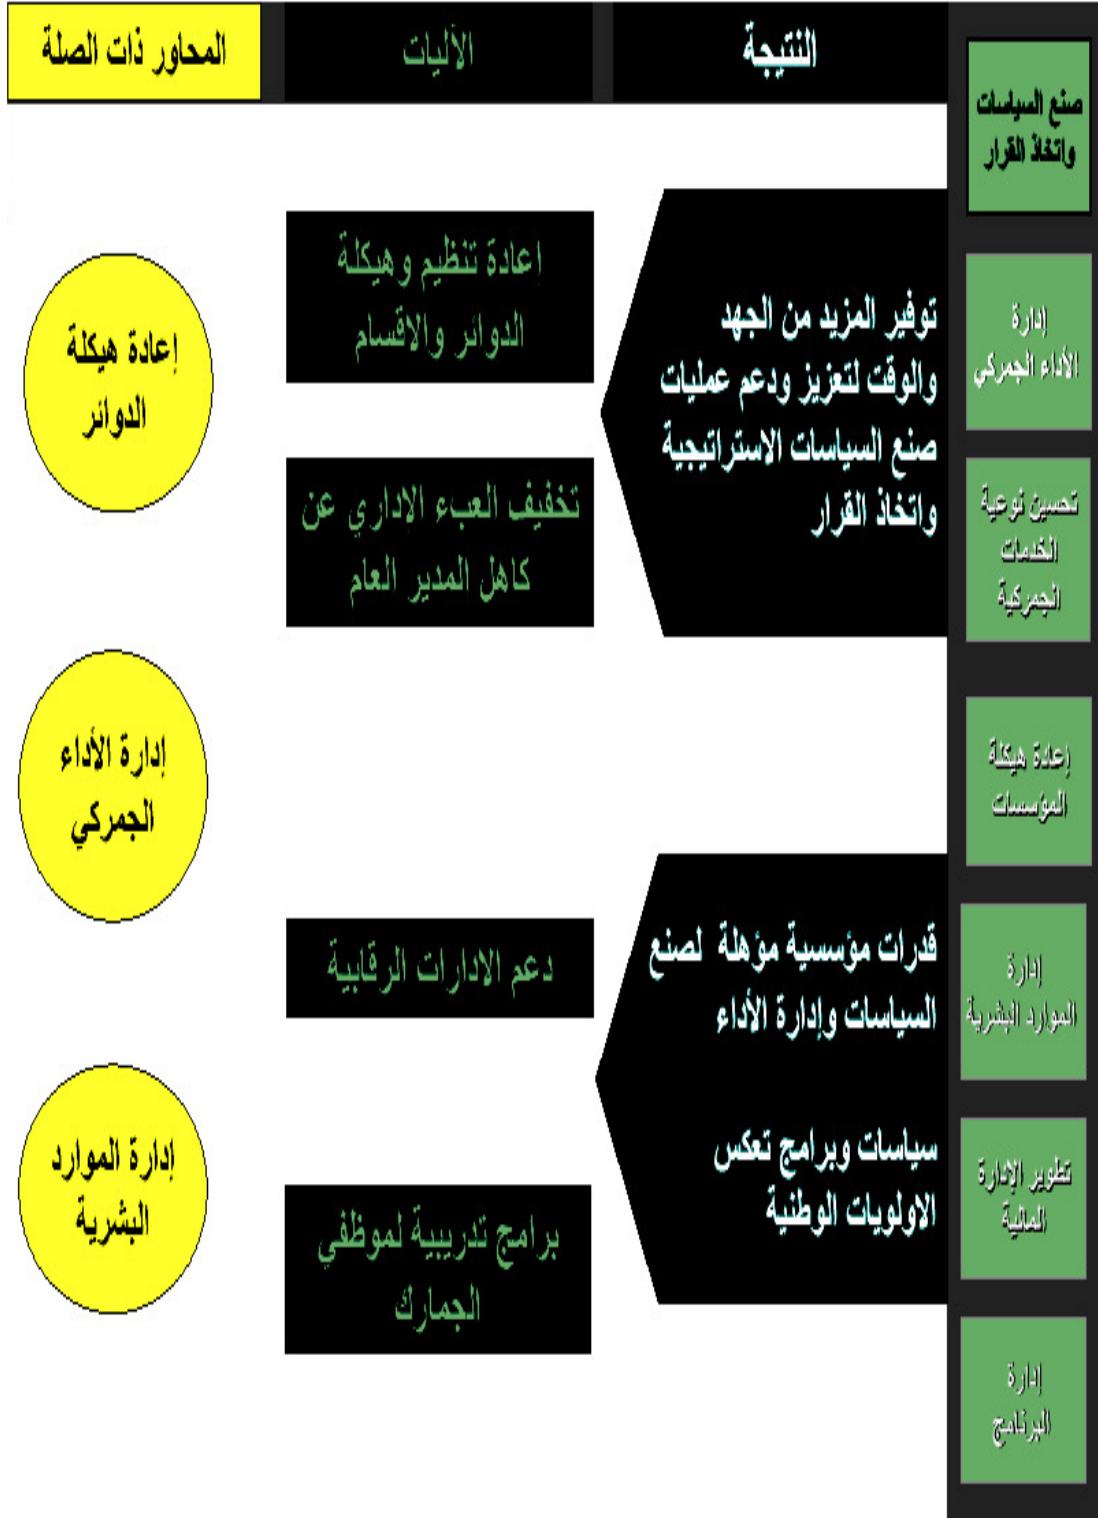 صنع السياسات
واتخاذ القرار
إدارة
الأداء الجمركي
تحسين نوعية
الخدمات
الجمركية
إعادة هيكلة
المؤسسات
إدارة
الموارد البشرية
تطوير الإدارة
المالية
إدارة
البرنامج
النتيجة
توفير المزيد من الجهد
والوقت لتعزيز ودعم عمليات
صنع السياسات الاستراتيجية
واتخاذ القرار
قدرات مؤسسية مؤهلة لصنع
السياسات وإدارة الأداء
سياسات وبرامج تعكس
الاولويات الوطنية
الأليات
إعادة تنظيم وهيكلة
الدوائر والاقسام
تخفيف العبء الاداري عن
كاهل المدير العام
دعم الادارات الرقابية
برامج تدريبية لموظفي
الجمارك
المحاور ذات الصلة
إعادة هيكلة
الدوائر
إدارة الأداء
الجمركي
إدارة الموارد
البشرية